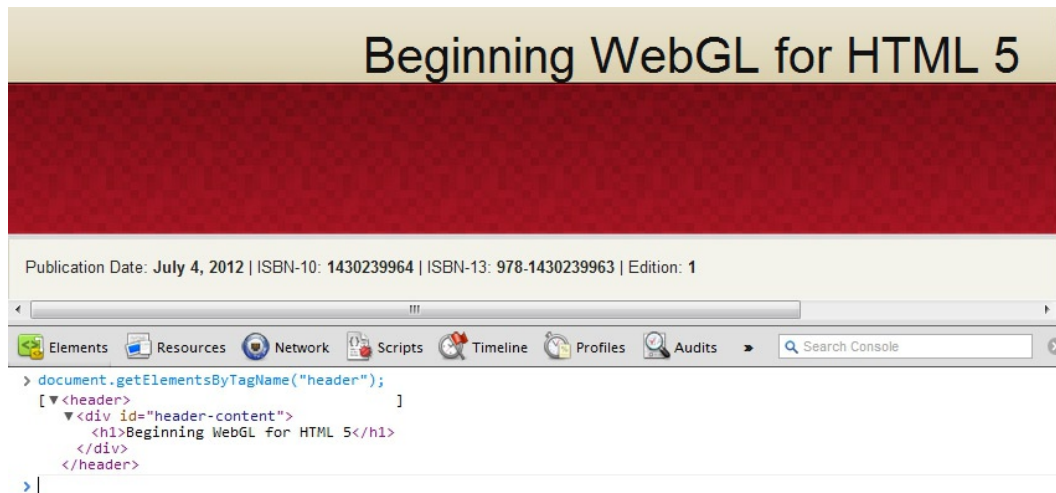 Beginning WebGL for HTML 5
Publication Date: July 4, 2012 | ISBN-10: 1430239964 | ISBN-13: 978-1430239963 | Edition: 1
Elements Resources Network Scripts Timeline Profiles Audits » Search Console
> document.getElementsByTagName("header");
[▼<header> ]
▼<div id="header-content">
<h1>Beginning WebGL for HTML 5</h1>
</div>
</header>
>